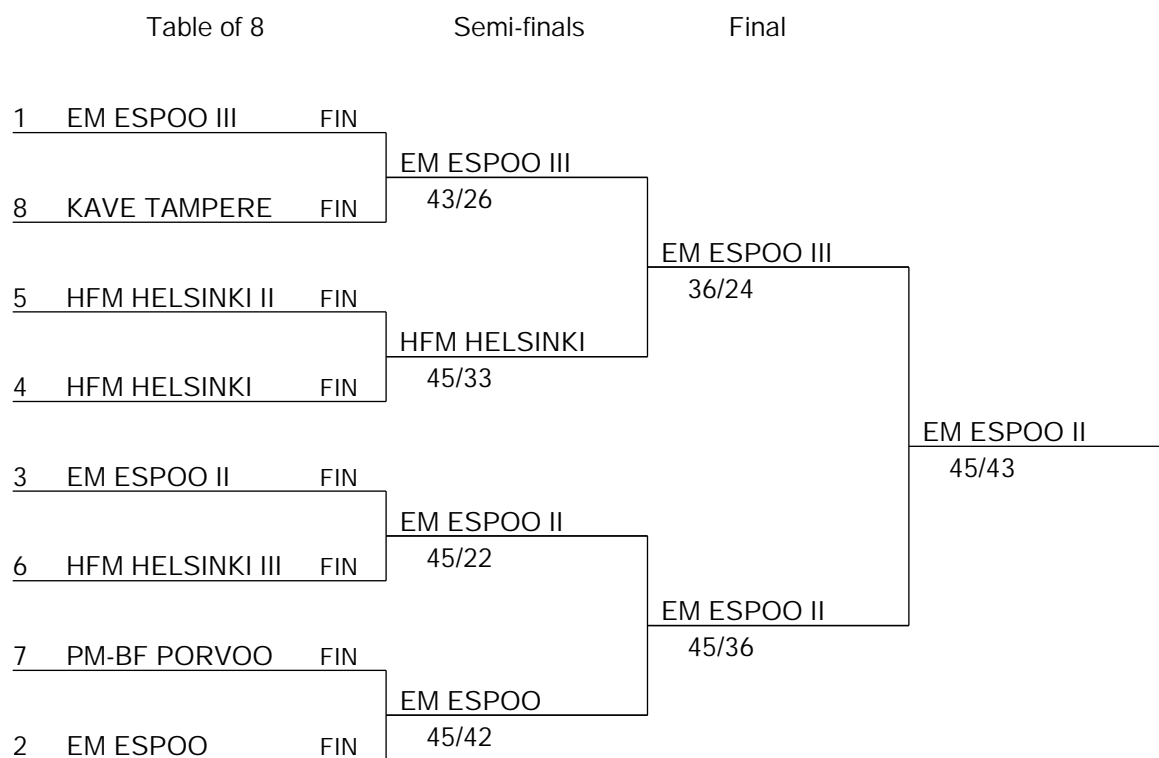 Table of 8 Semi-finals Final
1 EM ESPOO III FIN
EM ESPOO III
43/26
8 KAVE TAMPERE FIN
EM ESPOO III
36/24
5 HFM HELSINKI II FIN
HFM HELSINKI
45/33
4 HFM HELSINKI FIN
EM ESPOO II
45/43
3 EM ESPOO II FIN
EM ESPOO II
45/22
6 HFM HELSINKI III FIN
EM ESPOO II
45/36
7 PM-BF PORVOO FIN
EM ESPOO
45/42
2 EM ESPOO FIN